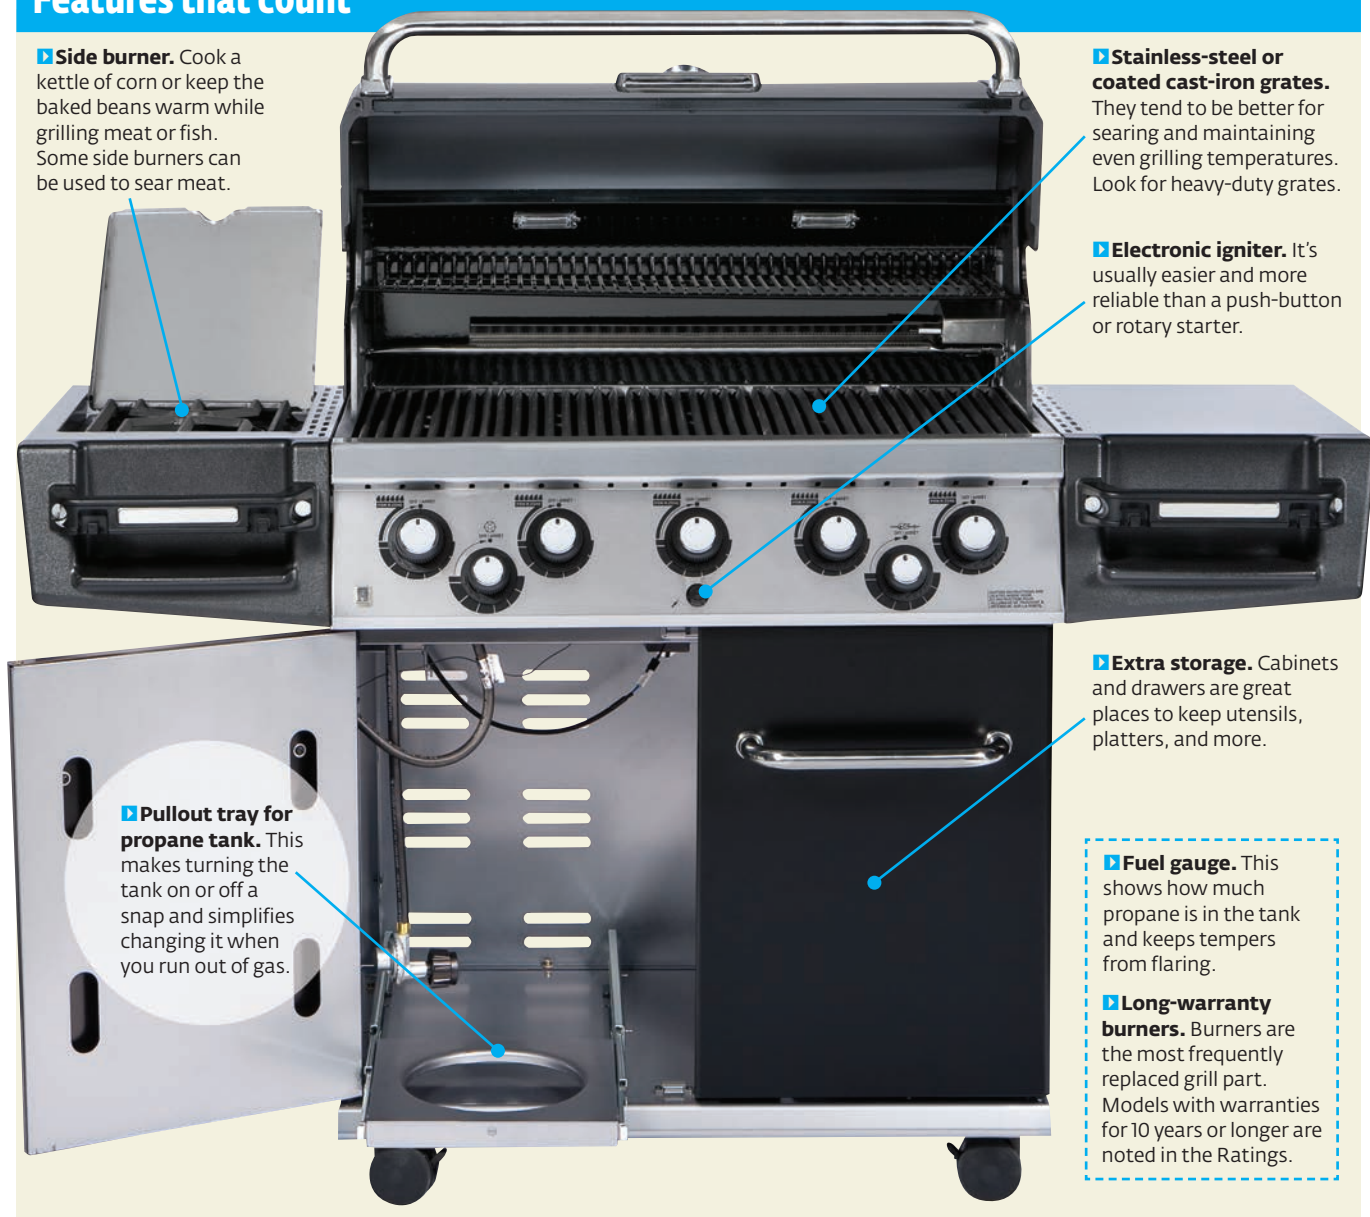 Features that count
Side burner. Cook a
kettle of corn or keep the
baked beans warm while
grilling meat or fish.
Some side burners can
be used to sear meat.
Stainless-steel or
coated cast-iron grates.
They tend to be better for
searing and maintaining
even grilling temperatures.
Look for heavy-duty grates.
Electronic igniter. It’s
usually easier and more
reliable than a push-button
or rotary starter.
Extra storage. Cabinets
and drawers are great
places to keep utensils,
platters, and more.
Pullout tray for
propane tank. This
makes turning the
tank on or off a
snap and simplifies
changing it when
you run out of gas.
Fuel gauge. This
shows how much
propane is in the tank
and keeps tempers
from flaring.
Long-warranty
burners. Burners are
the most frequently
replaced grill part.
Models with warranties
for 10 years or longer are
noted in the Ratings.